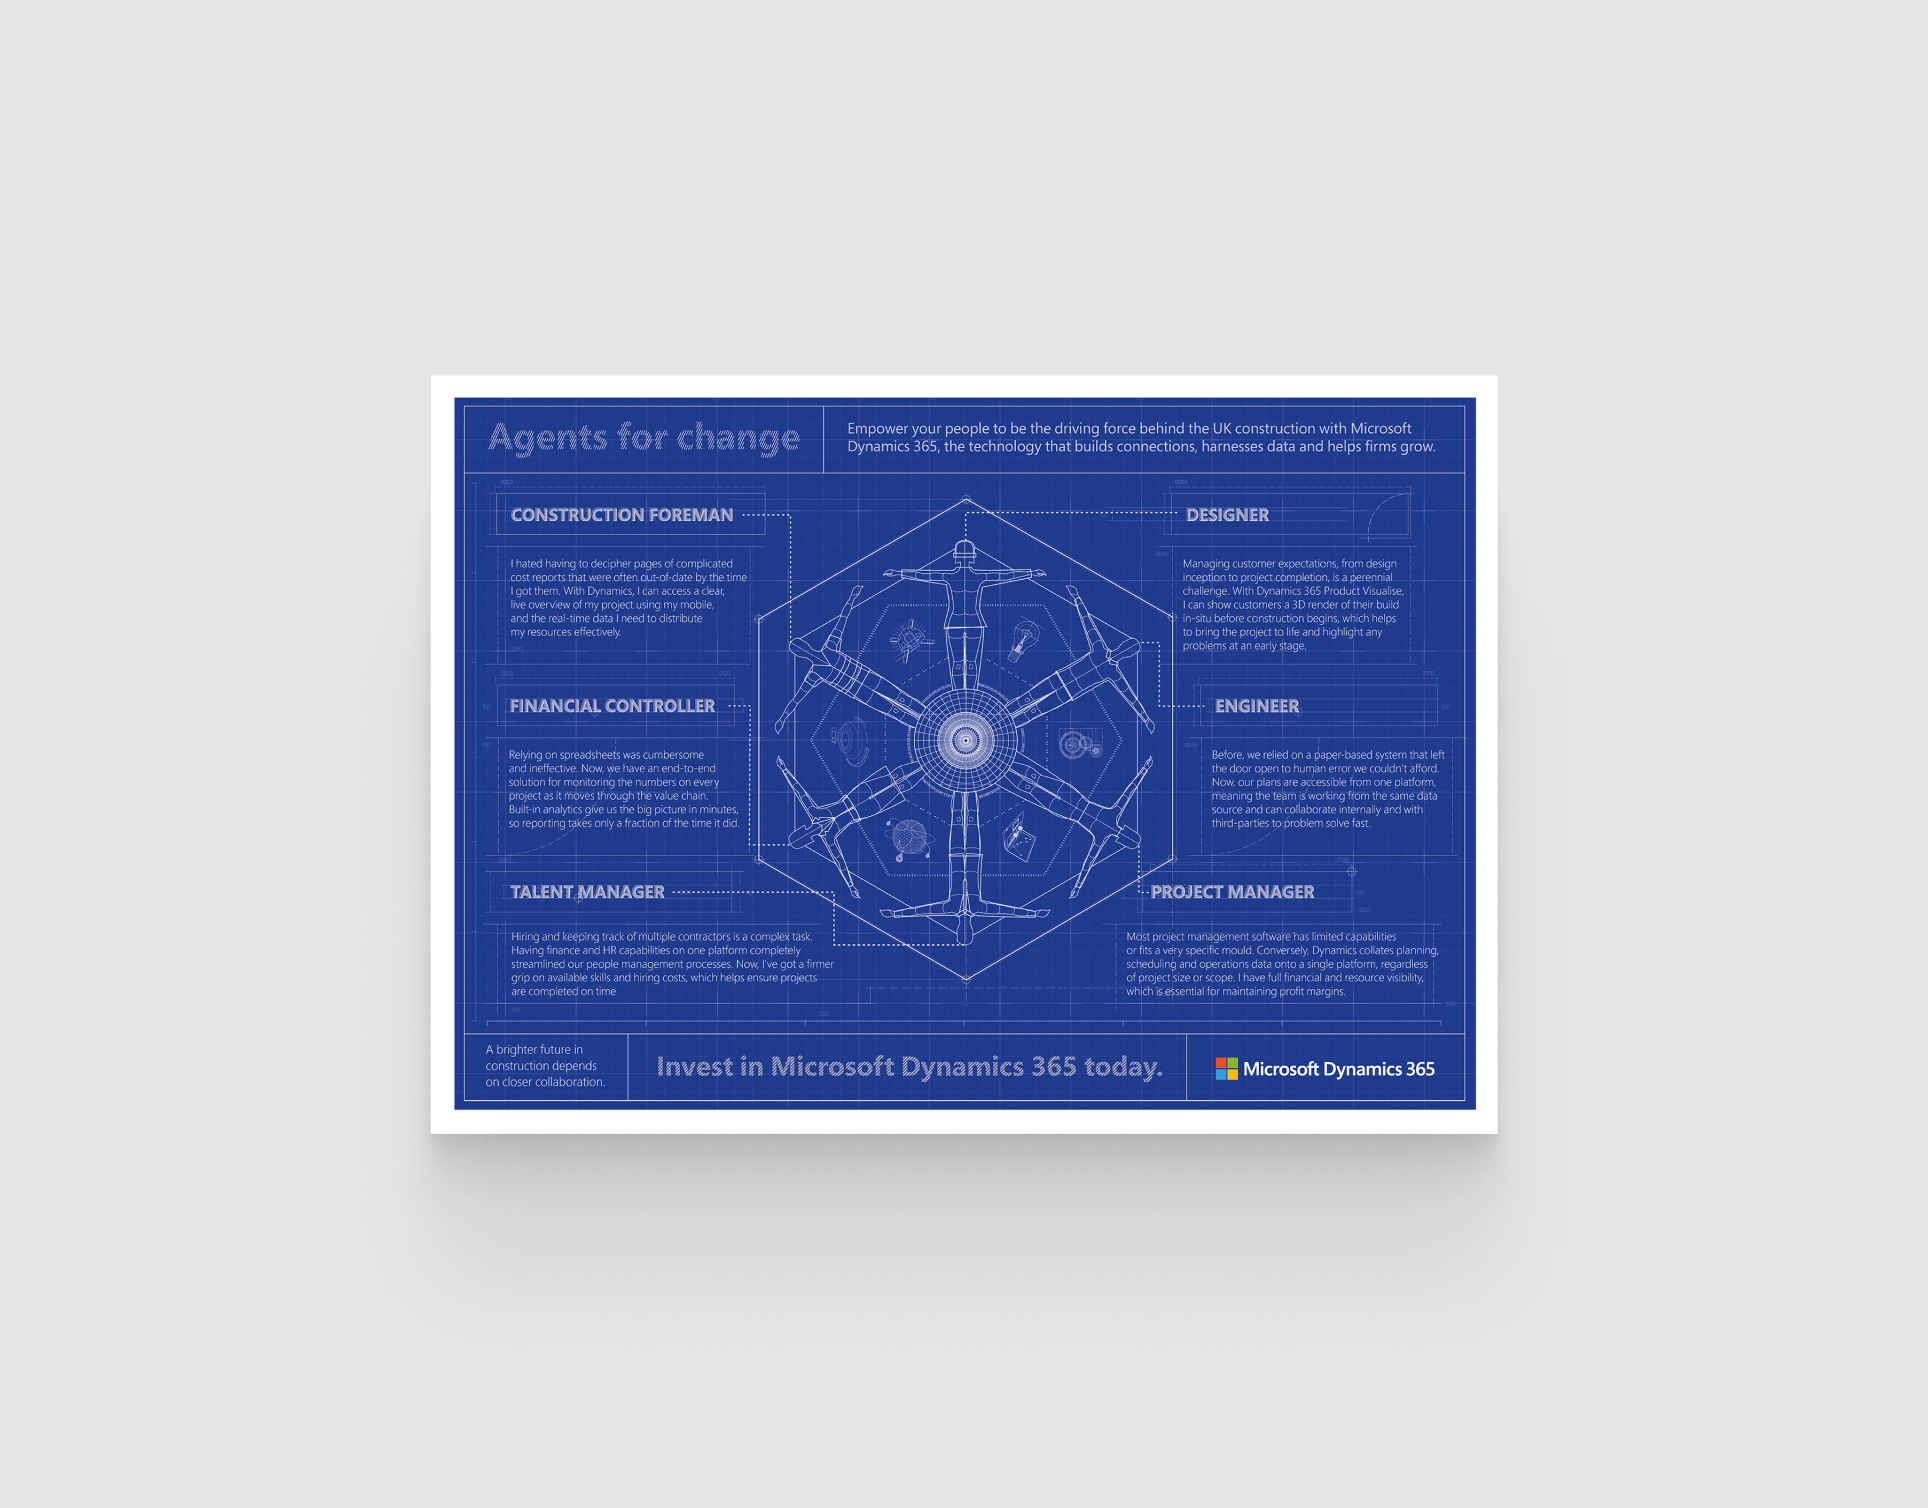 Agents for change
Empower your people to be the driving force behind the UK construction with Microsoft
Dynamics 365, the technology that builds connections, harnesses data and helps firms grow.
CONSTRUCTION FOREMAN
I hated having to decipher pages of complicated
cost reports that were often out-of-date by the time
I got them. With Dynamics, I can access a clear,
live overview of my project using my mobile,
and the real-time data I need to distribute
my resources effectively.
FINANCIAL CONTROLLER
Relying on spreadsheets was cumbersome
and ineffective. Now, we have an end-to-end
solution for monitoring the numbers on every
project as it moves through the value chain.
Built-in analytics give us the big picture in minutes,
so reporting takes only a fraction of the time it did.
TALENT MANAGER
Hiring and keeping track of multiple contractors is a complex task.
Having finance and HR capabilities on one platform completely
streamlined our people management processes. Now, I've got a firmer
grip on available skills and hiring costs, which helps ensure projects
are completed on time
DESIGNER
Managing customer expectations, from design
inception to project completion, is a perennial
challenge. With Dynamics 365 Product Visualise,
I can show customers a 3D render of their build
in-situ before construction begins, which helps
to bring the project to life and highlight any
problems at an early stage.
ENGINEER
Before, we relied on a paper-based system that left
the door open to human error we couldn't afford.
Now, our plans are accessible from one platform,
meaning the team is working from the same data
source and can collaborate internally and with
third-parties to problem solve fast.
PROJECT MANAGER
Most project management software has limited capabilities
or fits a very specific mould. Conversely, Dynamics collates planning,
scheduling and operations data onto a single platform, regardless
of project size or scope. I have full financial and resource visibility,
which is essential for maintaining profit margins.
A brighter future in
construction depends
on closer collaboration.
Invest in Microsoft Dynamics 365 today.
Microsoft Dynamics 365